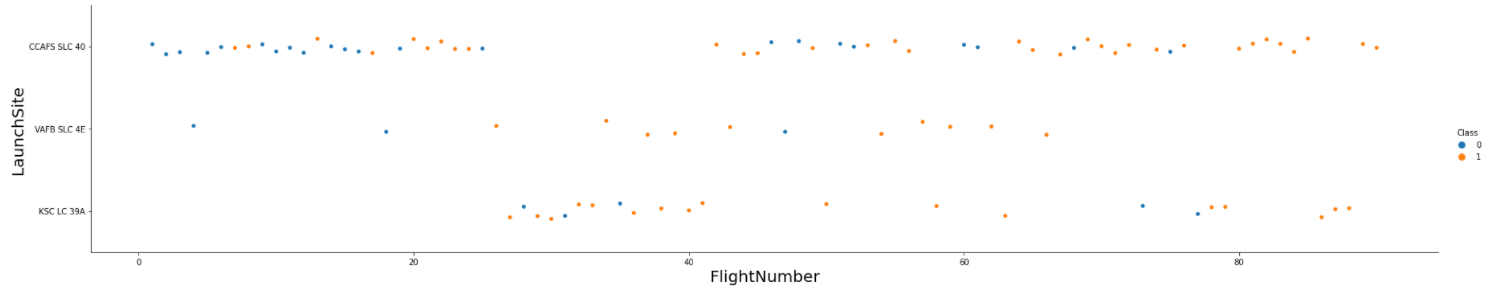 LaunchSite
CCAFS SLC 40
VAFB SLC 4E
KSC LC 39A
0
20
40
60
80
FlightNumber
Class
0
1